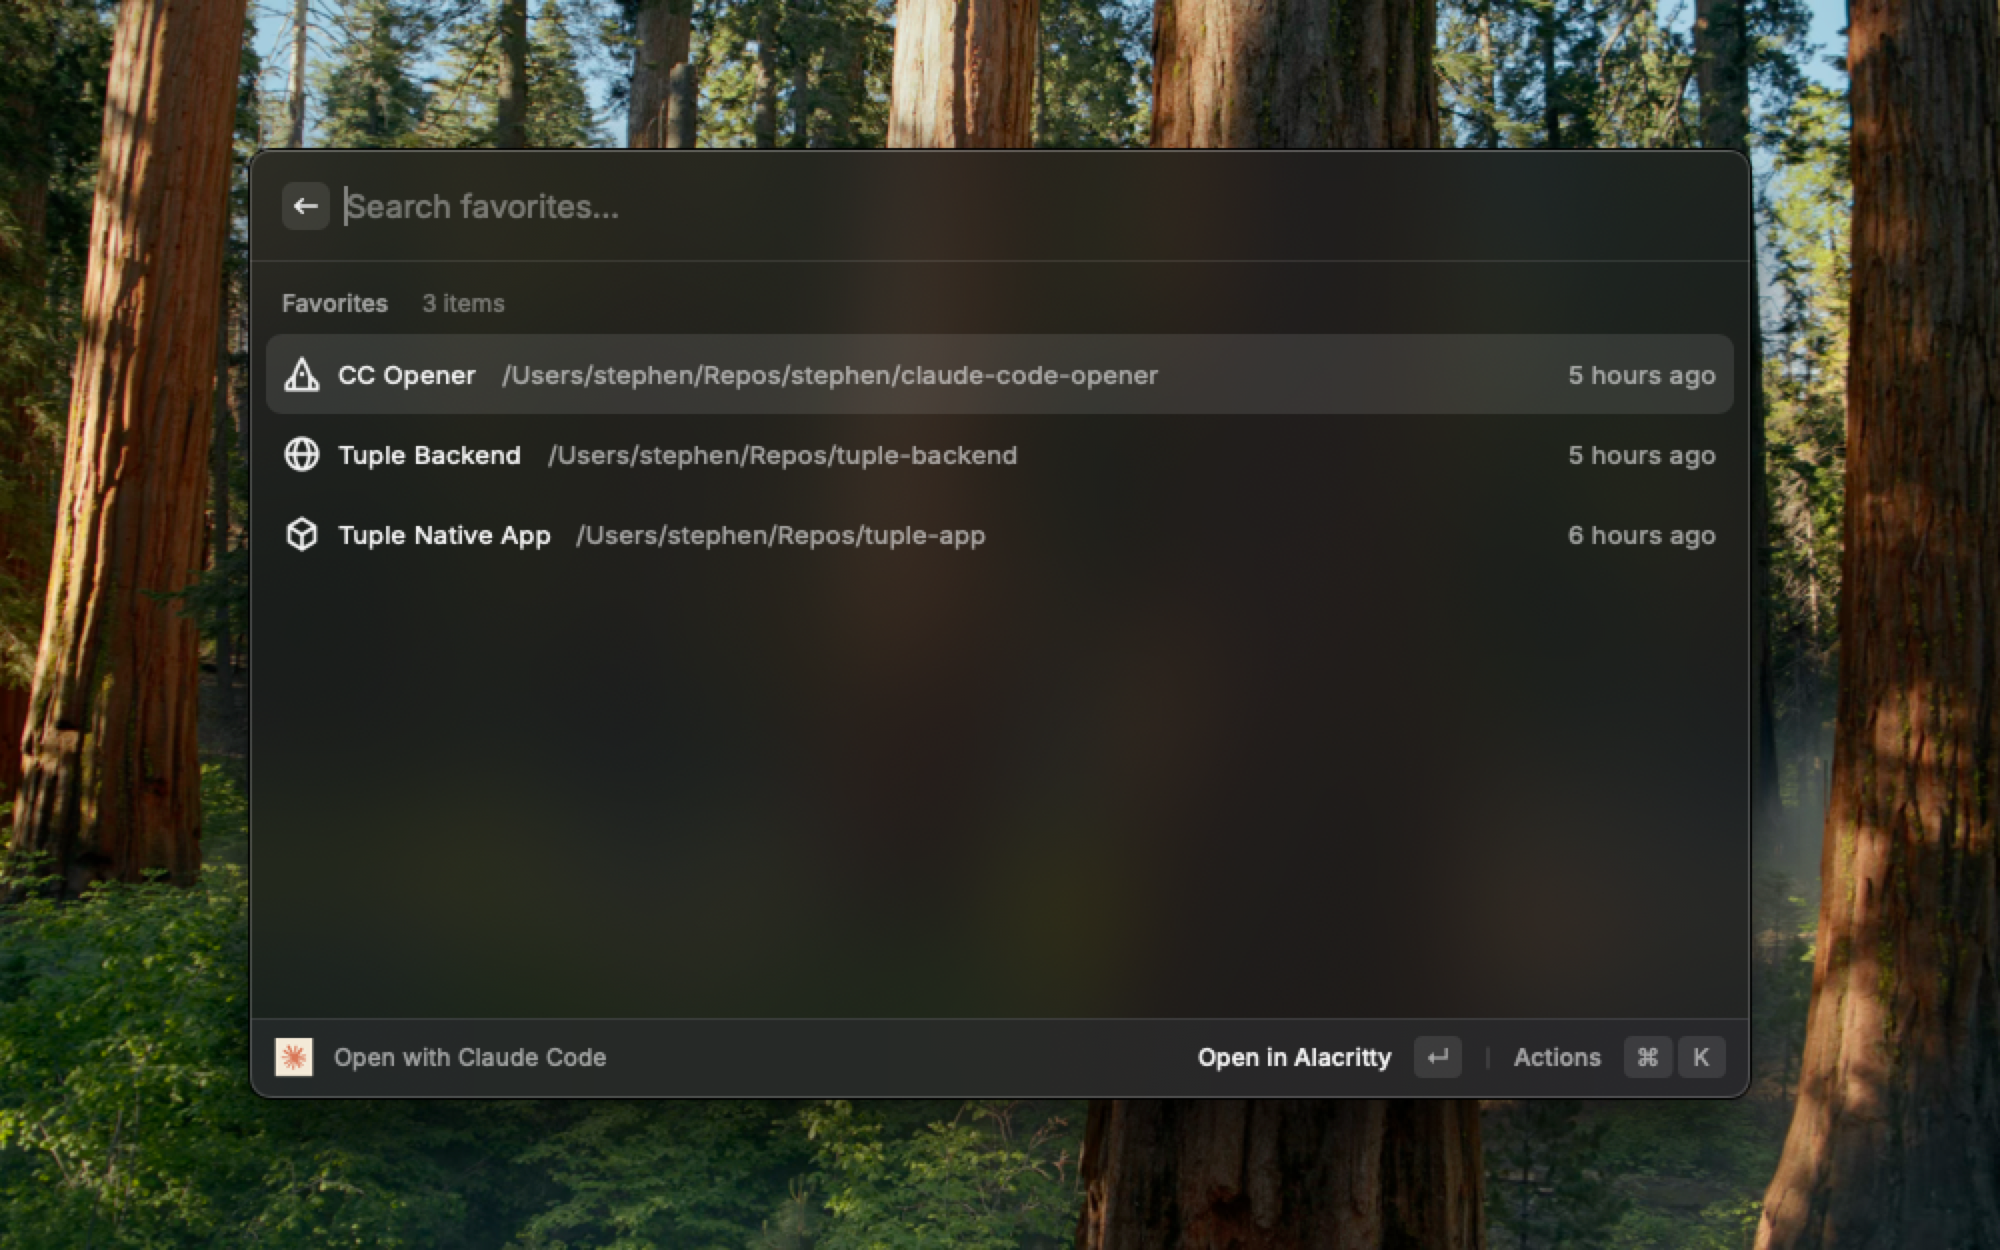 Search favorites...
Favorites 3 items
CC Opener /Users/stephen/Repos/stephen/claude-code-opener 5 hours ago
Tuple Backend /Users/stephen/Repos/tuple-backend 5 hours ago
Tuple Native App /Users/stephen/Repos/tuple-app 6 hours ago
Open with Claude Code Open in Alacritty ↵ Actions ⌘ K